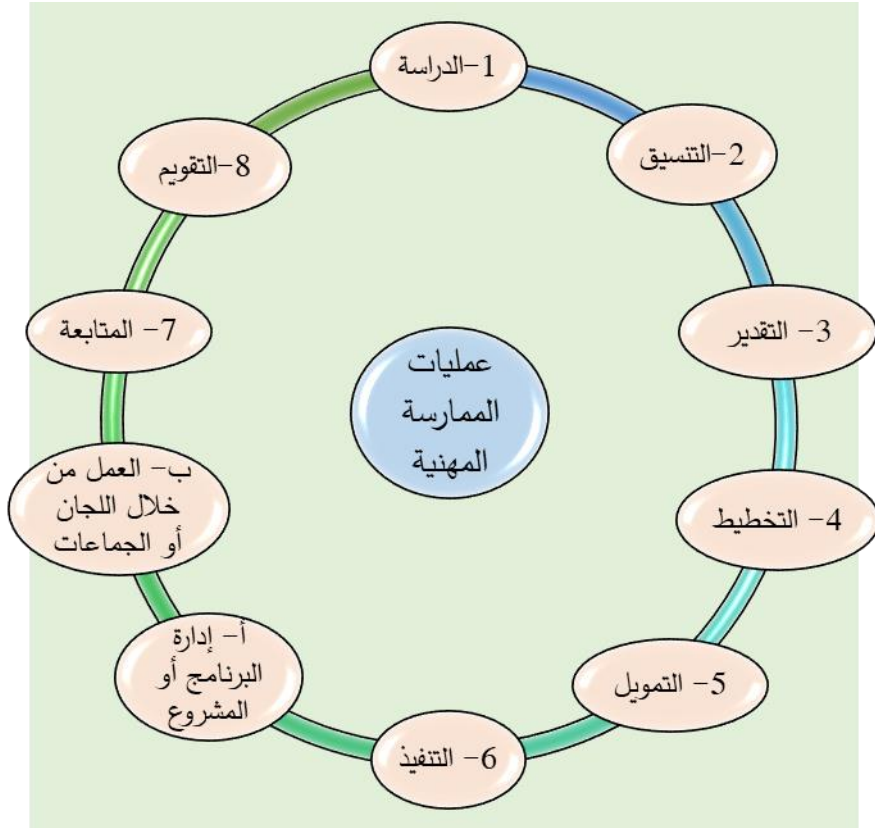 1-الدراسة
2-التنسيق
3- التقدير
4- التخطيط
5- التمويل
6- التنفيذ
أ- إدارة
البرنامج أو
المشروع
ب- العمل من
خلال اللجان
أو الجماعات
7- المتابعة
8-التقويم
عمليات
الممارسة
المهنية